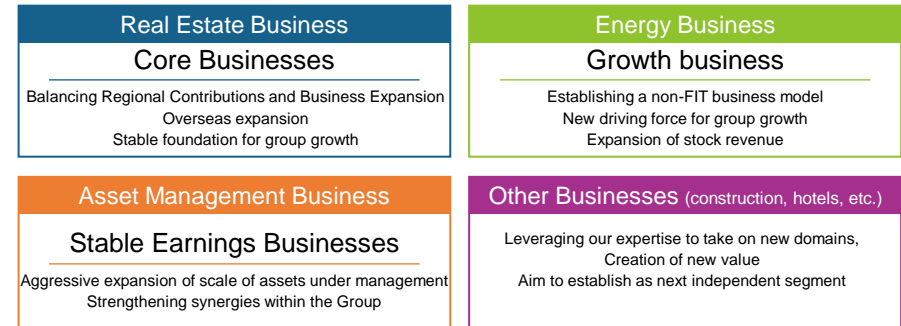 Real Estate Business
Core Businesses
Balancing Regional Contributions and Business Expansion
Overseas expansion
Stable foundation for group growth
Energy Business
Growth business
Establishing a non-FIT business model
New driving force for group growth
Expansion of stock revenue
Asset Management Business
Stable Earnings Businesses
Aggressive expansion of scale of assets under management
Strengthening synergies within the Group
Other Businesses (construction, hotels, etc.)
Leveraging our expertise to take on new domains,
Creation of new value
Aim to establish as next independent segment